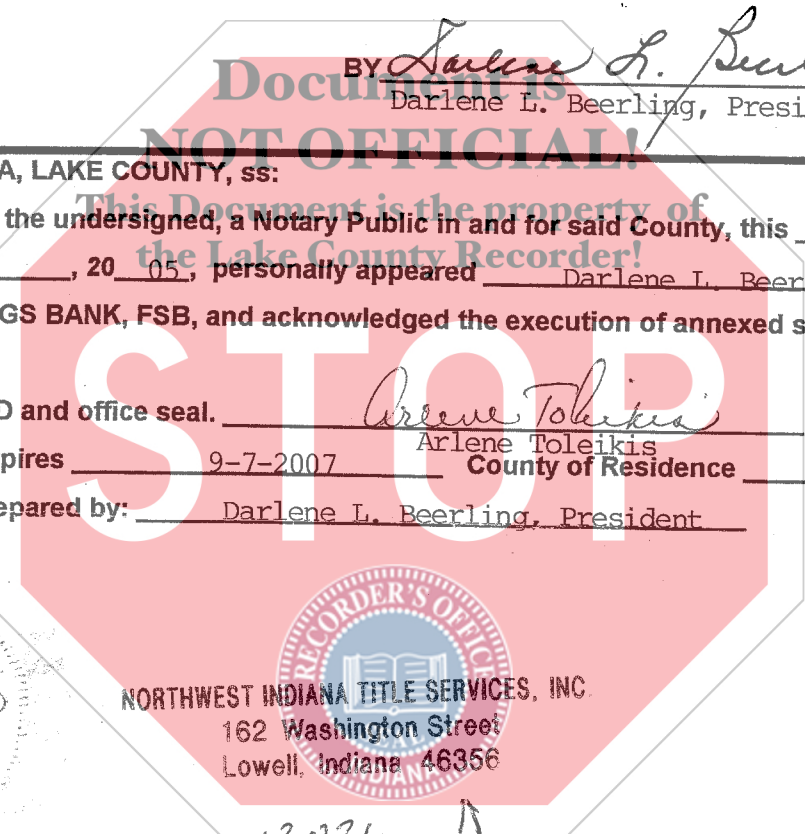 BY Darlene L.
Document is
Darlene L. Beerling, Presi
NOT OFFICIAL!
A, LAKE COUNTY, ss:
This Document is the property of
the undersigned, a Notary Public in and for said County, this
the Lake County Recorder!
, 20 05, personally appeared Darlene L. Beer
GS BANK, FSB, and acknowledged the execution of annexed s
STOP
D and office seal. Arlene Toleikis
Arlene Toleikis
pires 9-7-2007 County of Residence
epared by: Darlene L. Beerling, President
RECORDER'S OFFICE
NORTHWEST INDIANA TITLE SERVICES, INC.
162 Washington Street
SEAL
Lowell, Indiana 46356
INDIANA